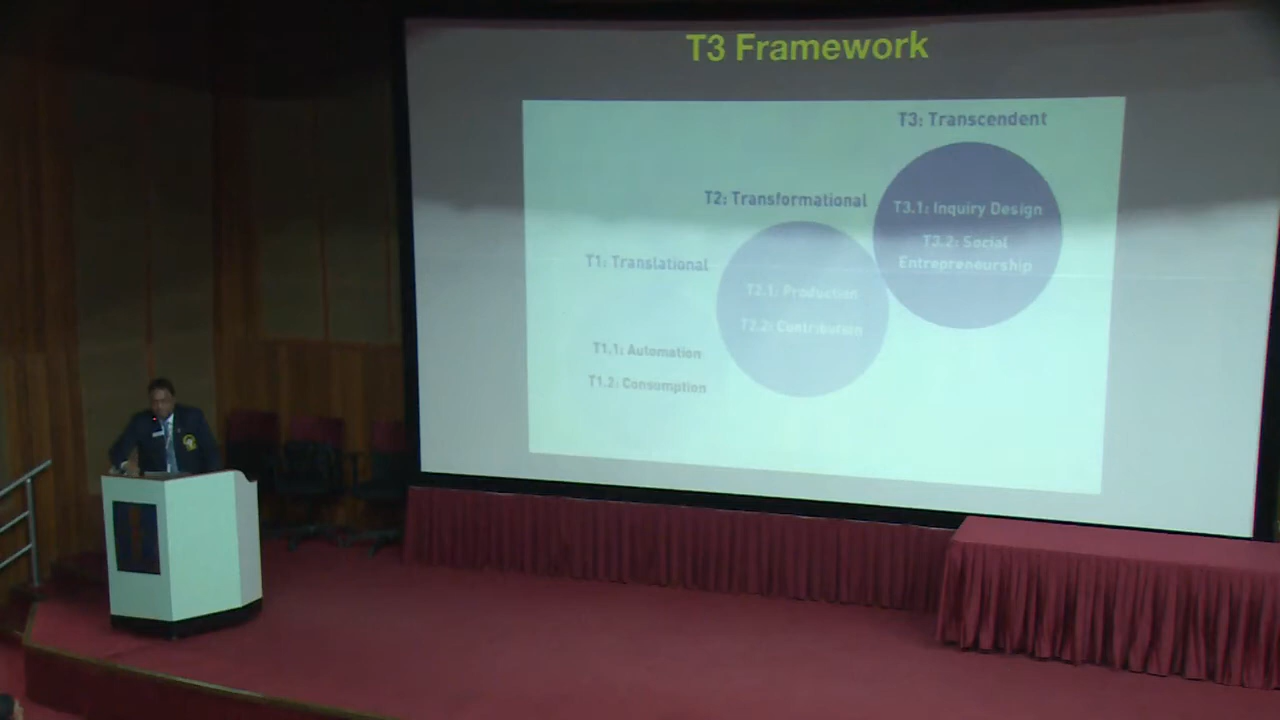 T3 Framework
T3: Transcendent
T3.1: Inquiry Design
T3.2: Social
Entrepreneurship
T2: Transformational
T2.1: Production
T2.2: Contribution
T1: Translational
T1.1: Automation
T1.2: Consumption